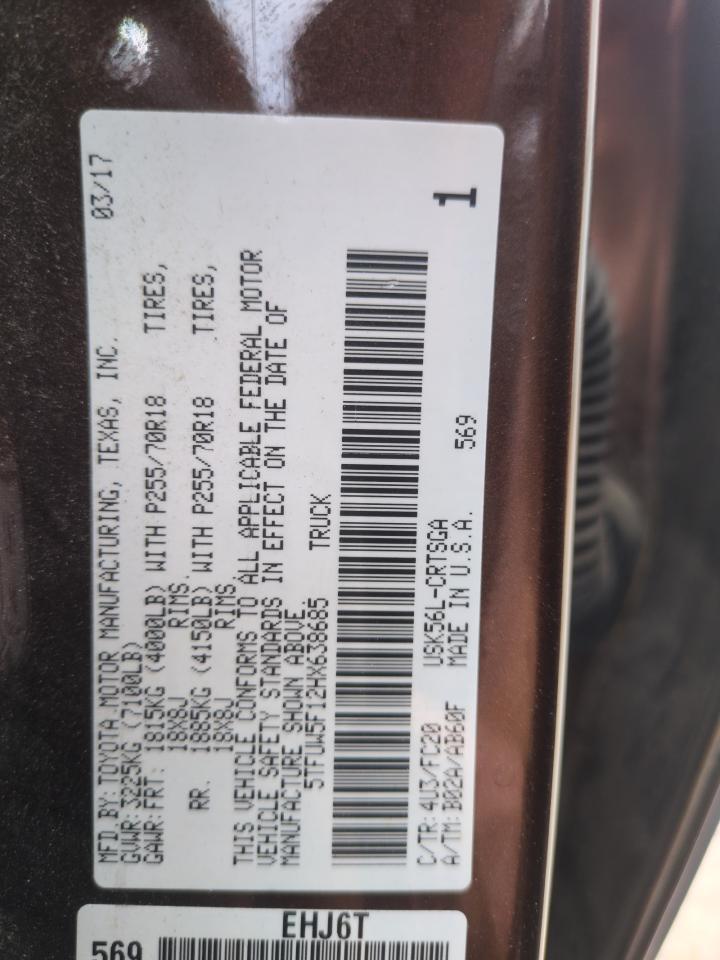 MFD.BY: TOYOTA MOTOR MANUFACTURING, TEXAS, INC. 03/17
GVWR: 3225KG (7100LB)
GAWR: FRT: 1815KG (4000LB) WITH P255/70R18 TIRES,
18X8J RIMS.
RR. 1885KG (4150LB) WITH P255/70R18 TIRES,
18X8J RIMS.
THIS VEHICLE CONFORMS TO ALL APPLICABLE FEDERAL MOTOR
VEHICLE SAFETY STANDARDS IN EFFECT ON THE DATE OF
MANUFACTURE SHOWN ABOVE.
5TFUW5F12HX638685 TRUCK
1
C/TR: 4U3/FC20 USK56L-CRTSGA 569
A/TM: B02A/AB60F MADE IN U.S.A.
EHJ6T
569